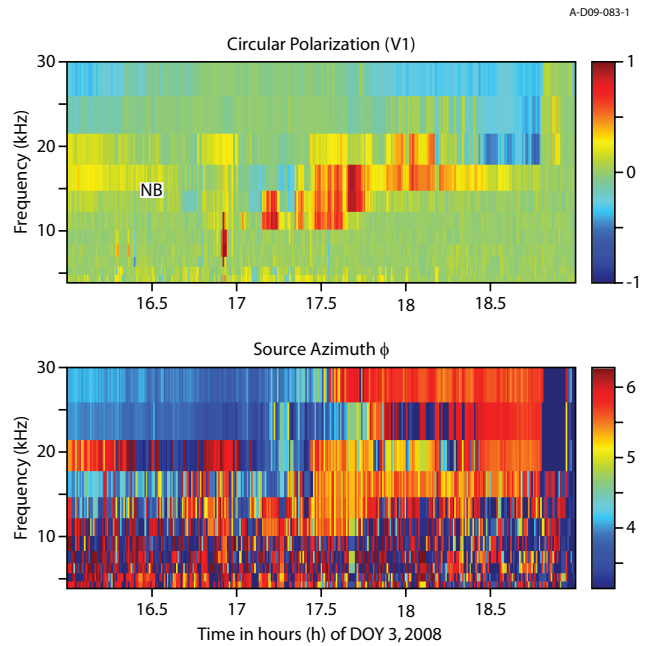 A-D09-083-1
Circular Polarization (V1)
30
20
10
Frequency (kHz)
NB
1
0
-1
16.5 17 17.5 18 18.5
Source Azimuth ϕ
30
20
10
Frequency (kHz)
6
5
4
16.5 17 17.5 18 18.5
Time in hours (h) of DOY 3, 2008